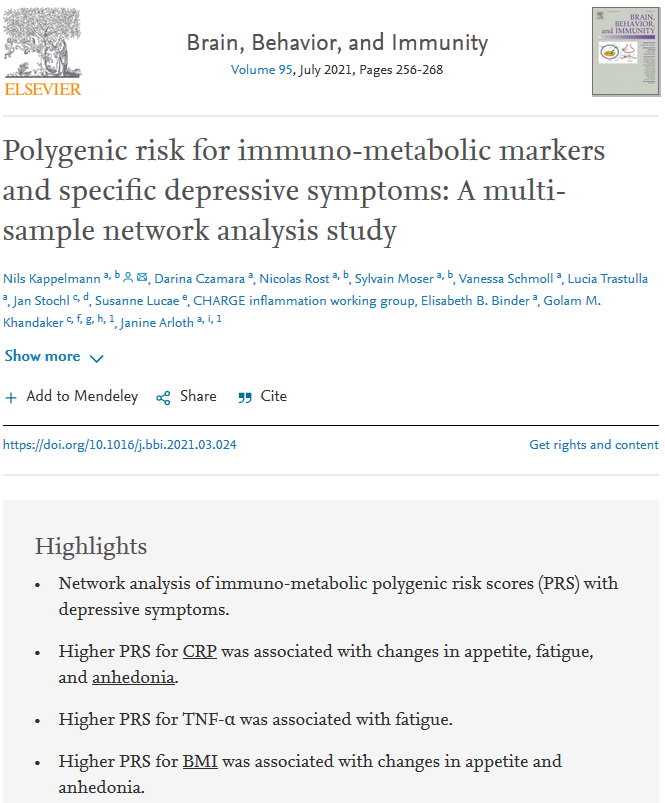 ELSEVIER
Brain, Behavior, and Immunity
Volume 95, July 2021, Pages 256-268
BRAIN,
BEHAVIOR,
and IMMUNITY
Polygenic risk for immuno-metabolic markers
and specific depressive symptoms: A multi-
sample network analysis study
Nils Kappelmann a, b, Darina Czamara a, Nicolas Rost a, b, Sylvain Moser a, b, Vanessa Schmoll a, Lucia Trastulla
a, Jan Stochl c, d, Susanne Lucae e, CHARGE inflammation working group, Elisabeth B. Binder a, Golam M.
Khandaker c, f, g, h, 1, Janine Arloth a, i, 1
Show more
Add to Mendeley Share Cite
https://doi.org/10.1016/j.bbi.2021.03.024 Get rights and content
Highlights
• Network analysis of immuno-metabolic polygenic risk scores (PRS) with
depressive symptoms.
• Higher PRS for CRP was associated with changes in appetite, fatigue,
and anhedonia.
• Higher PRS for TNF-α was associated with fatigue.
• Higher PRS for BMI was associated with changes in appetite and
anhedonia.